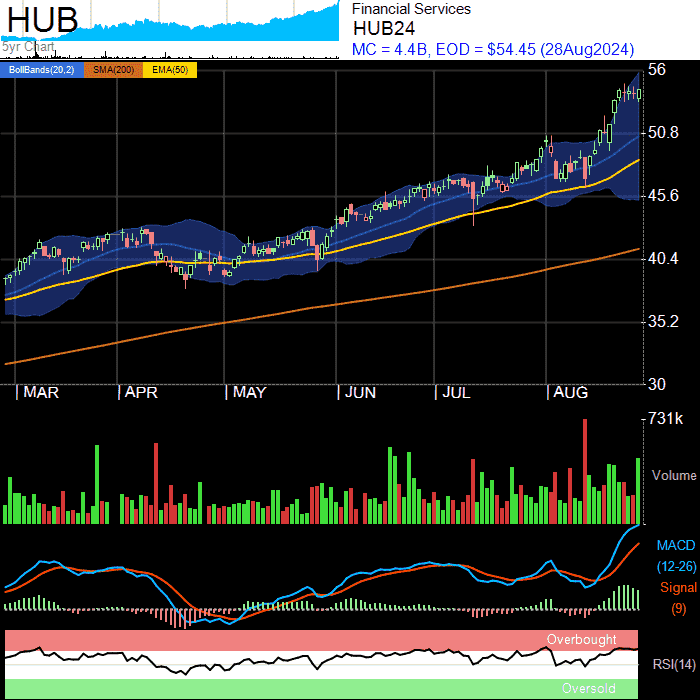 HUB
5yr Chart
Financial Services
HUB24
MC = 4.4B, EOD = $54.45 (28Aug2024)
BollBands(20,2) SMA(200) EMA(50)
56
50.8
45.6
40.4
35.2
30
MAR APR MAY JUN JUL AUG
731k
Volume
MACD
(12-26)
Signal
(9)
Overbought
RSI(14)
Oversold